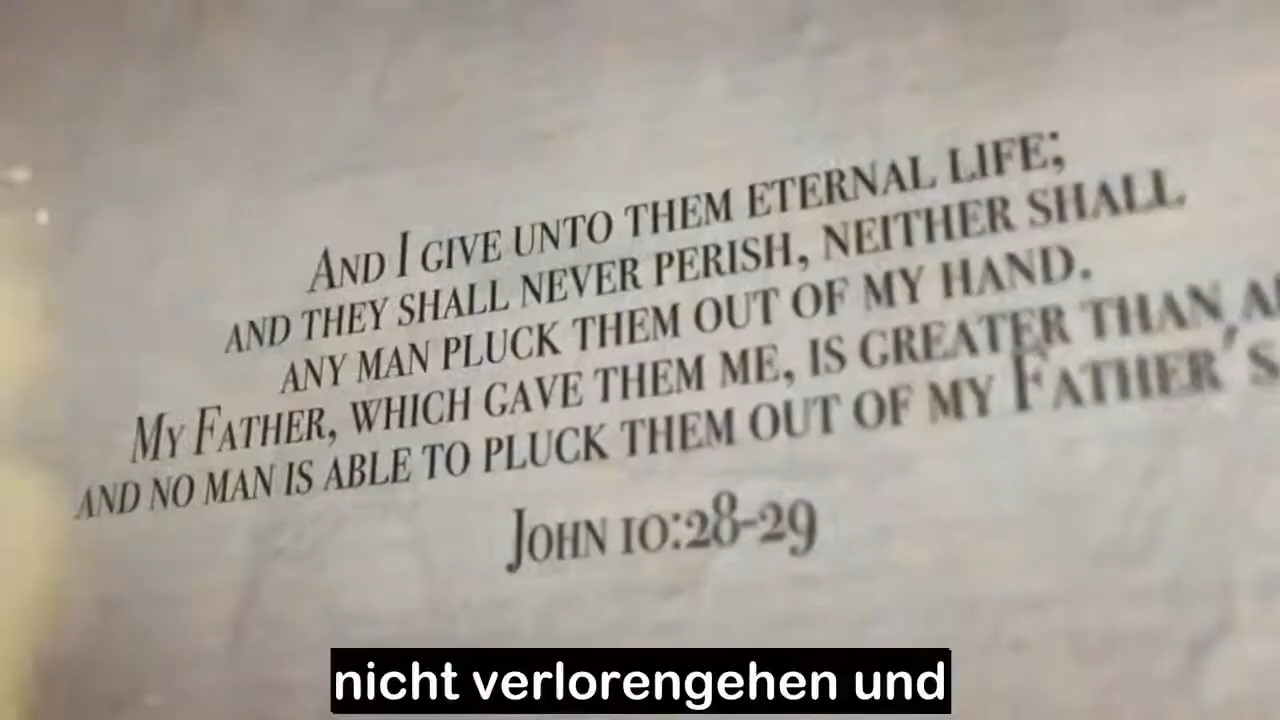 And I give unto them eternal life;
and they shall never perish, neither shall
any man pluck them out of my hand.
My Father, which gave them me, is greater than
and no man is able to pluck them out of my Father's
John 10:28-29
nicht verlorengehen und